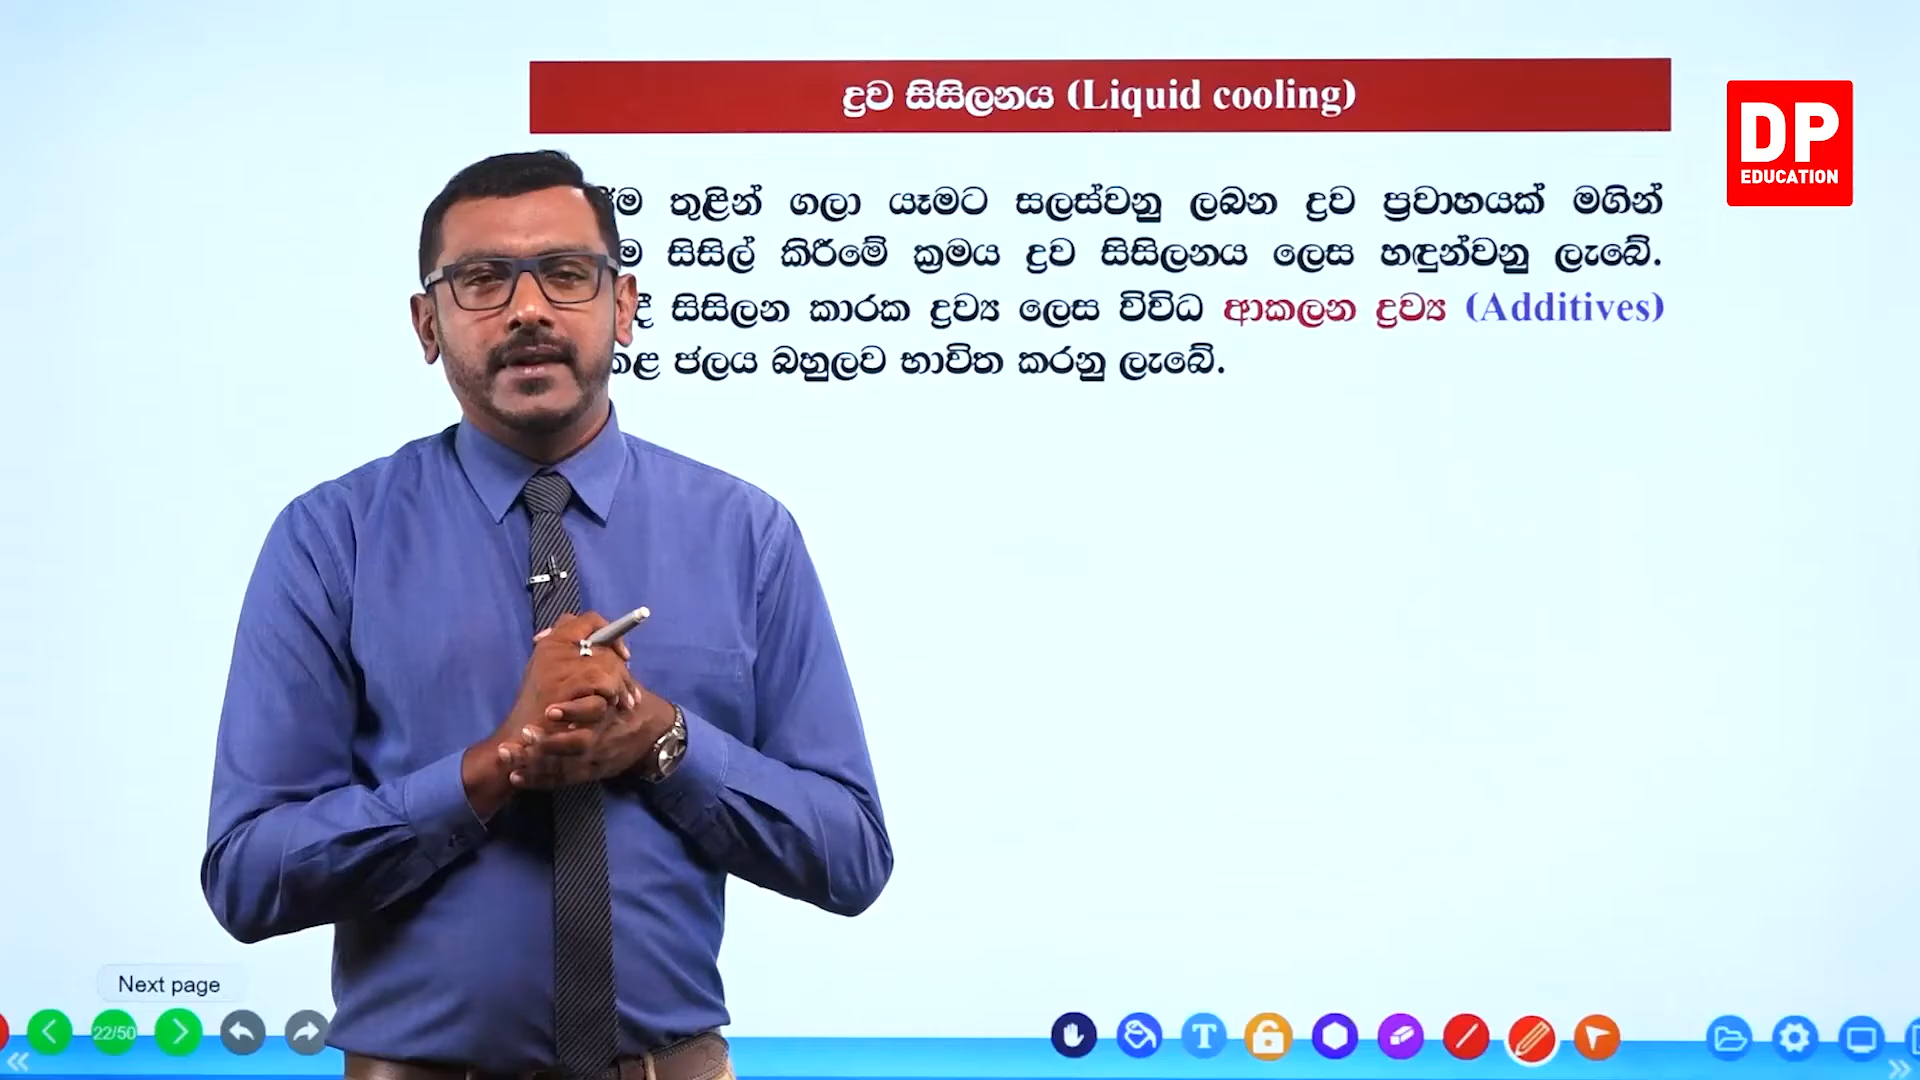 ද්‍රව සිසිලනය (Liquid cooling)
DP
EDUCATION
තුළින් ගලා යෑමට සලස්වනු ලබන ද්‍රව ප්‍රවාහයක් මගින්
සිසිල් කිරීමේ ක්‍රමය ද්‍රව සිසිලනය ලෙස හඳුන්වනු ලැබේ.
සිසිලන කාරක ද්‍රව්‍ය ලෙස විවිධ ආකලන ද්‍රව්‍ය (Additives)
ජලය බහුලව භාවිත කරනු ලැබේ.
Next page
22/50
T